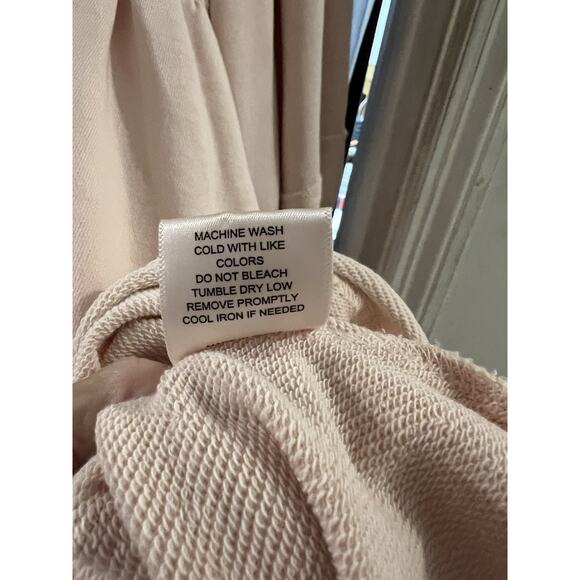 MACHINE WASH
COLD WITH LIKE
COLORS
DO NOT BLEACH
TUMBLE DRY LOW
REMOVE PROMPTLY
COOL IRON IF NEEDED